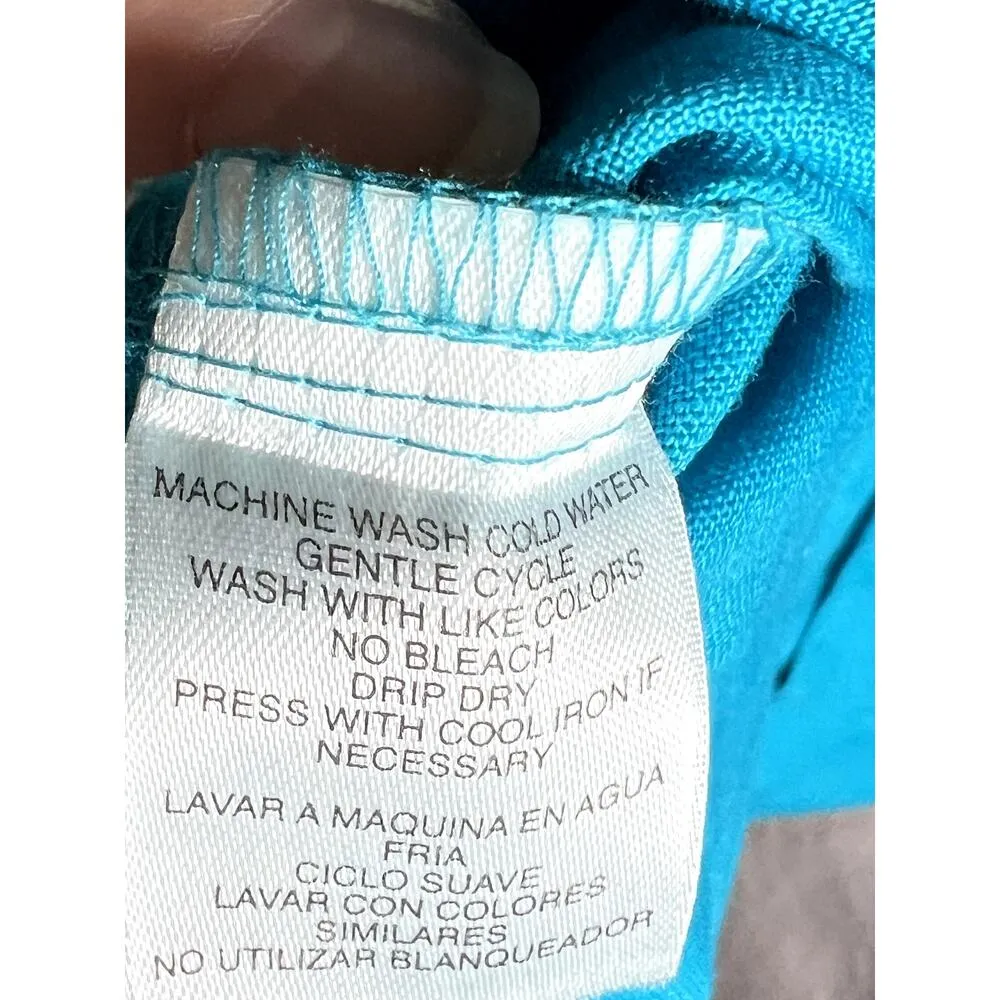 MACHINE WASH COLD WATER
GENTLE CYCLE
WASH WITH LIKE COLORS
NO BLEACH
DRIP DRY
PRESS WITH COOL IRON IF
NECESSARY
LAVAR A MAQUINA EN AGUA
FRIA
CICLO SUAVE
LAVAR CON COLORES
SIMILARES
NO UTILIZAR BLANQUEADOR